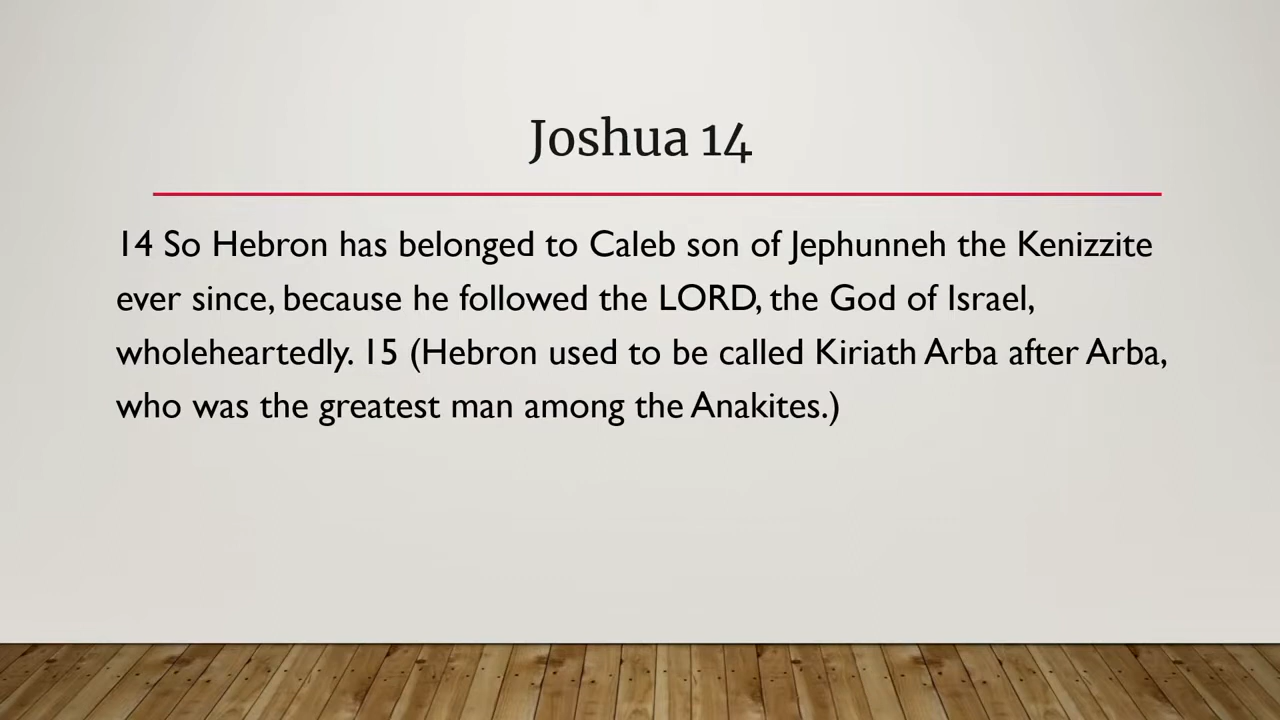 Joshua 14
14 So Hebron has belonged to Caleb son of Jephunneh the Kenizzite
ever since, because he followed the LORD, the God of Israel,
wholeheartedly. 15 (Hebron used to be called Kiriath Arba after Arba,
who was the greatest man among the Anakites.)